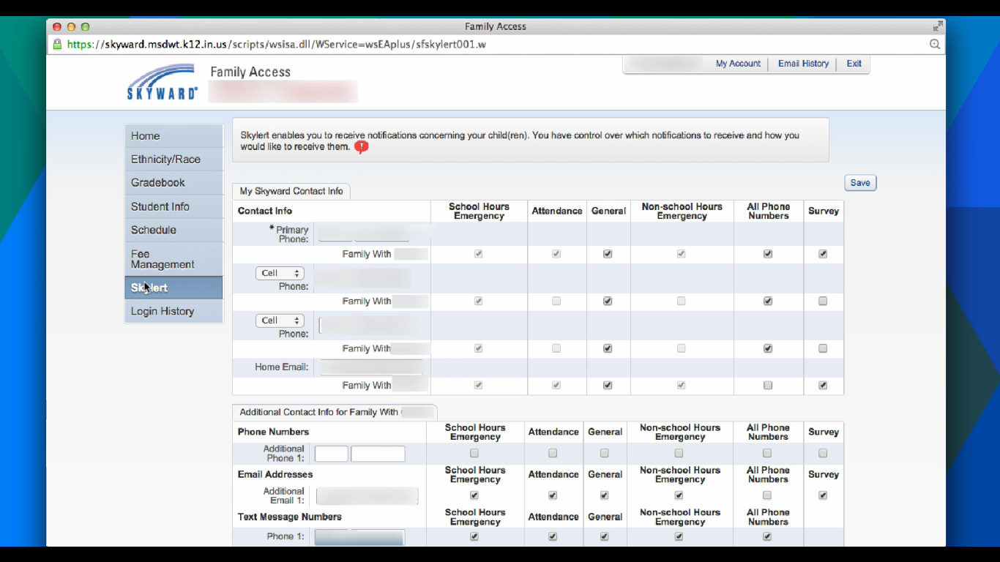 Family Access
https://skyward.msdwt.k12.in.us/scripts/wsisa.dll/WService=wsEAplus/sfskylert001.w
SKYWARD®
Family Access
My Account
Email History
Exit
Home
Ethnicity/Race
Gradebook
Student Info
Schedule
Fee
Management
Skylert
Login History
Skylert enables you to receive notifications concerning your child(ren). You have control over which notifications to receive and how you
would like to receive them.
Save
My Skyward Contact Info
Contact Info School Hours Emergency Attendance General Non-school Hours Emergency All Phone Numbers Survey
* Primary
Phone:
Family With
Cell
Phone:
Family With
Cell
Phone:
Family With
Home Email:
Family With
Additional Contact Info for Family With
Phone Numbers School Hours Emergency Attendance General Non-school Hours Emergency All Phone Numbers Survey
Additional
Phone 1:
Email Addresses School Hours Emergency Attendance General Non-school Hours Emergency All Phone Numbers Survey
Additional
Email 1:
Text Message Numbers School Hours Emergency Attendance General Non-school Hours Emergency All Phone Numbers
Phone 1: